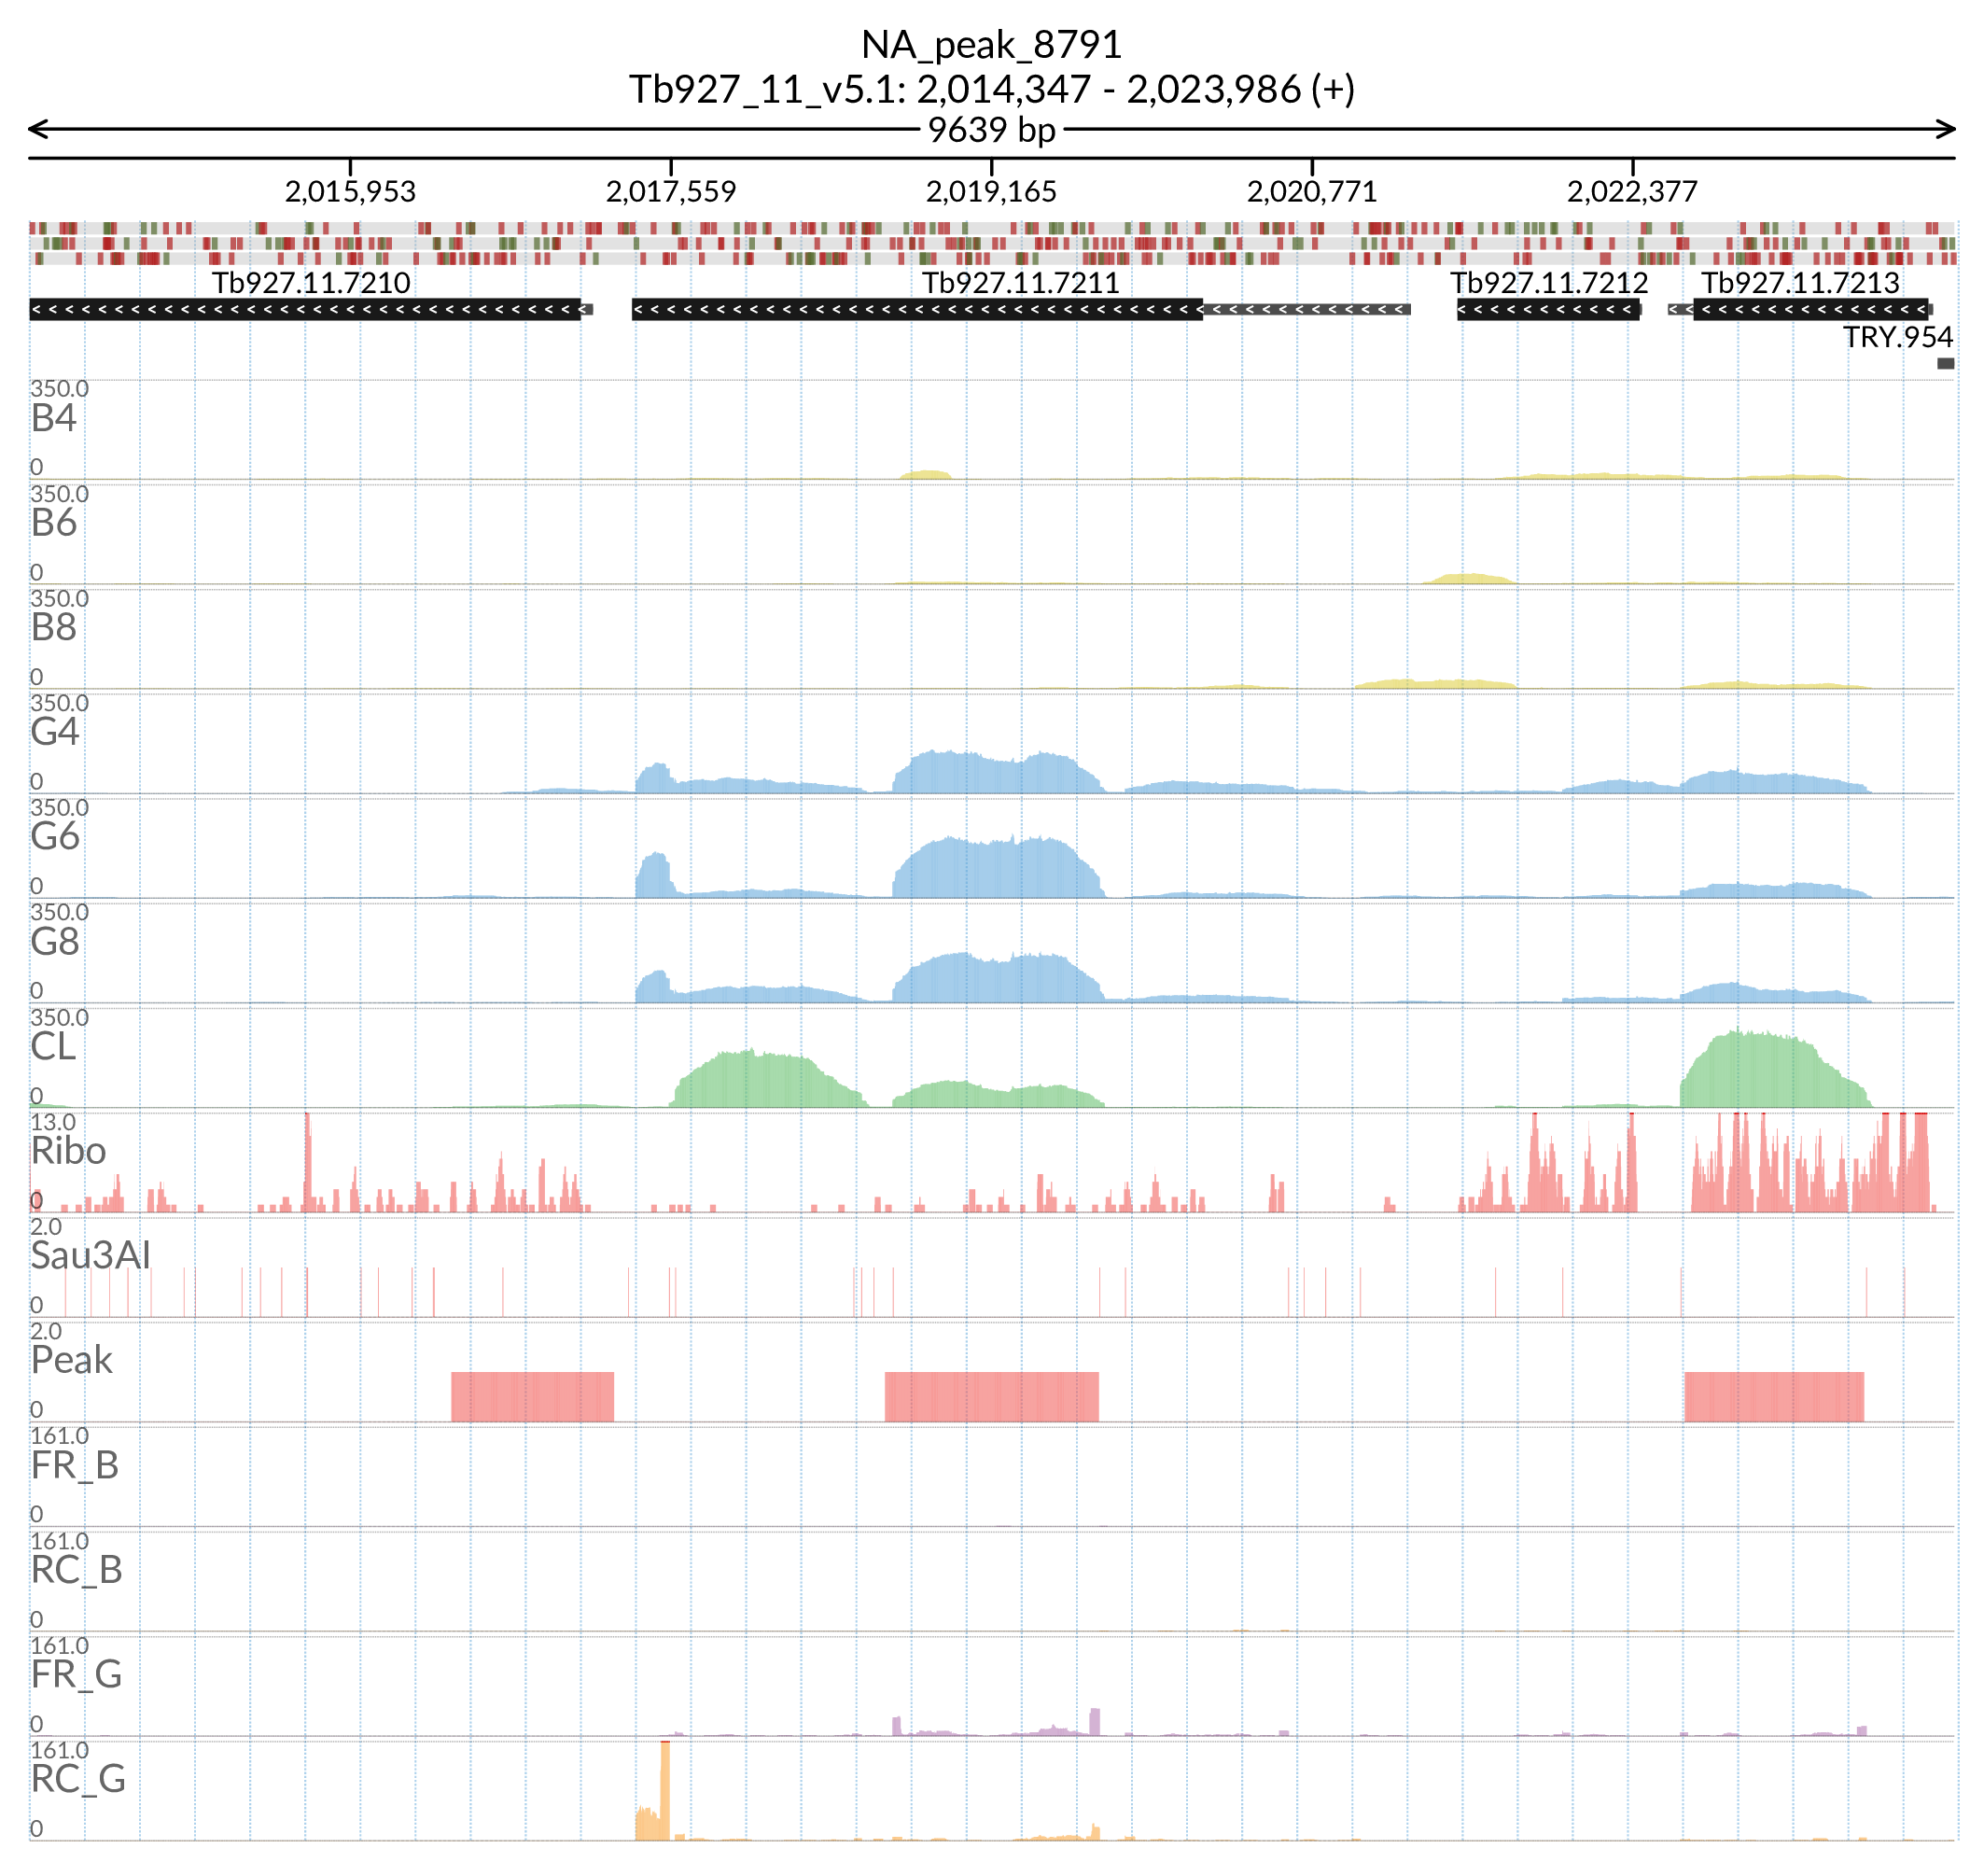 NA_peak_8791
Tb927_11_v5.1: 2,014,347 - 2,023,986 (+)
9639 bp
2,015,953 2,017,559 2,019,165 2,020,771 2,022,377
Tb927.11.7210 Tb927.11.7211 Tb927.11.7212 Tb927.11.7213
TRY.954
350.0
B4
0
350.0
B6
0
350.0
B8
0
350.0
G4
0
350.0
G6
0
350.0
G8
0
350.0
CL
0
13.0
Ribo
0
2.0
Sau3AI
0
2.0
Peak
0
161.0
FR_B
0
161.0
RC_B
0
161.0
FR_G
0
161.0
RC_G
0